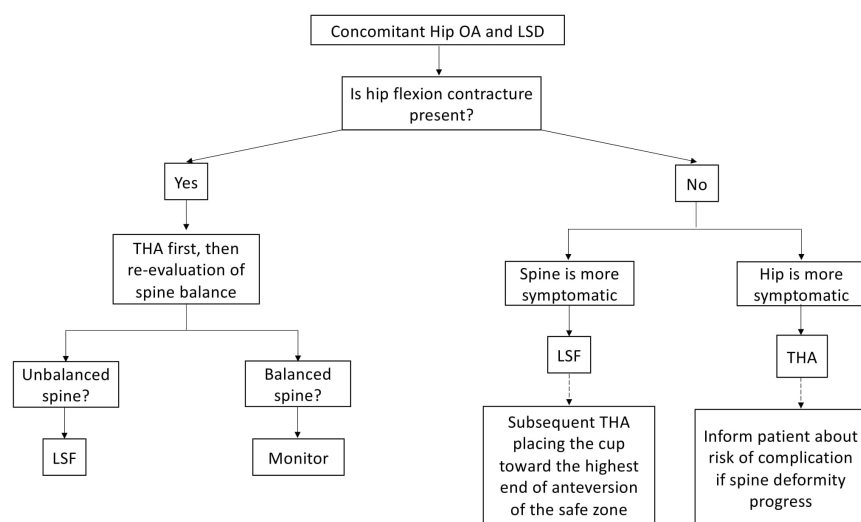 Concomitant Hip OA and LSD
Is hip flexion contracture
present?
Yes
No
THA first, then
re-evaluation of
spine balance
Spine is more
symptomatic
Hip is more
symptomatic
LSF
THA
Unbalanced
spine?
Balanced
spine?
LSF
Monitor
Subsequent THA
placing the cup
toward the highest
end of anteversion
of the safe zone
Inform patient about
risk of complication
if spine deformity
progress